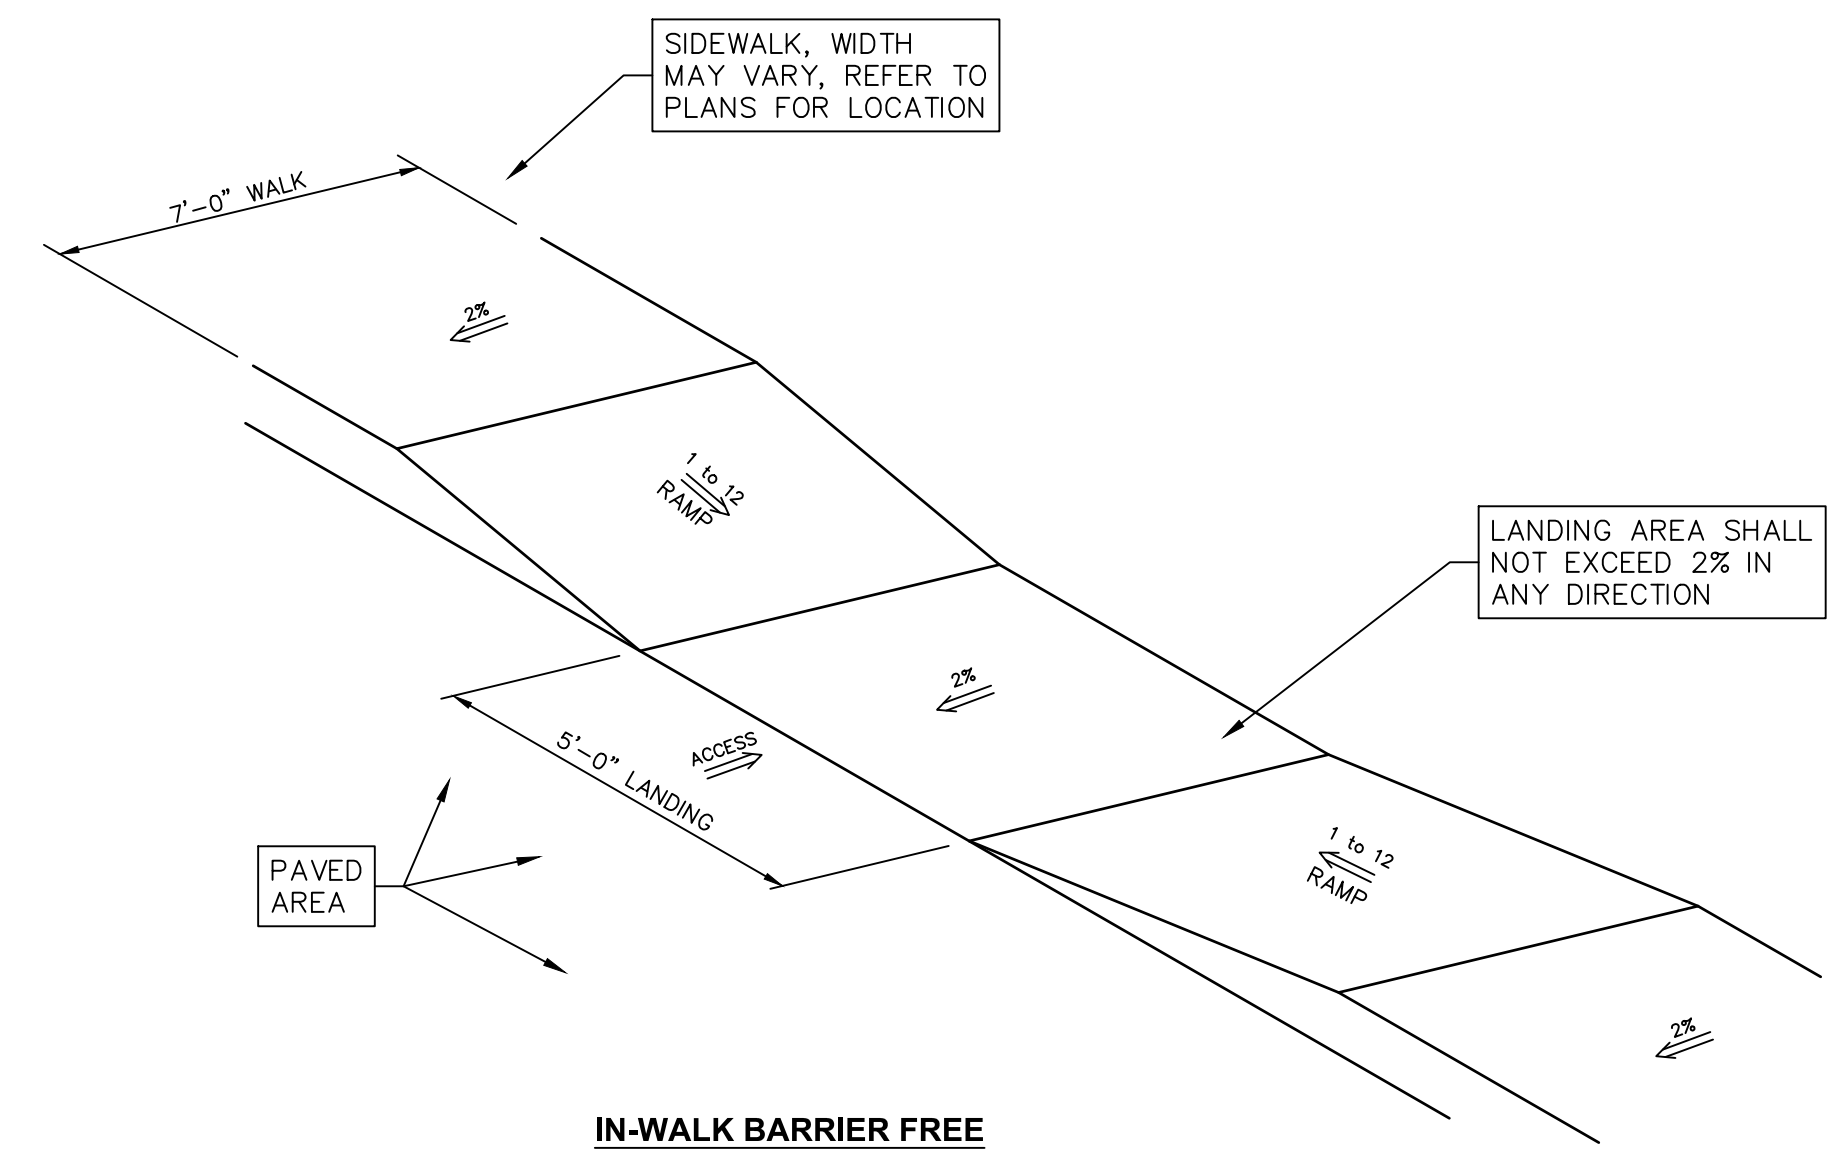 SIDEWALK, WIDTH
MAY VARY, REFER TO
PLANS FOR LOCATION
7'-0" WALK
2%
1 to 12
RAMP
LANDING AREA SHALL
NOT EXCEED 2% IN
ANY DIRECTION
2%
ACCESS
5'-0" LANDING
1 to 12
RAMP
PAVED
AREA
2%
IN-WALK BARRIER FREE